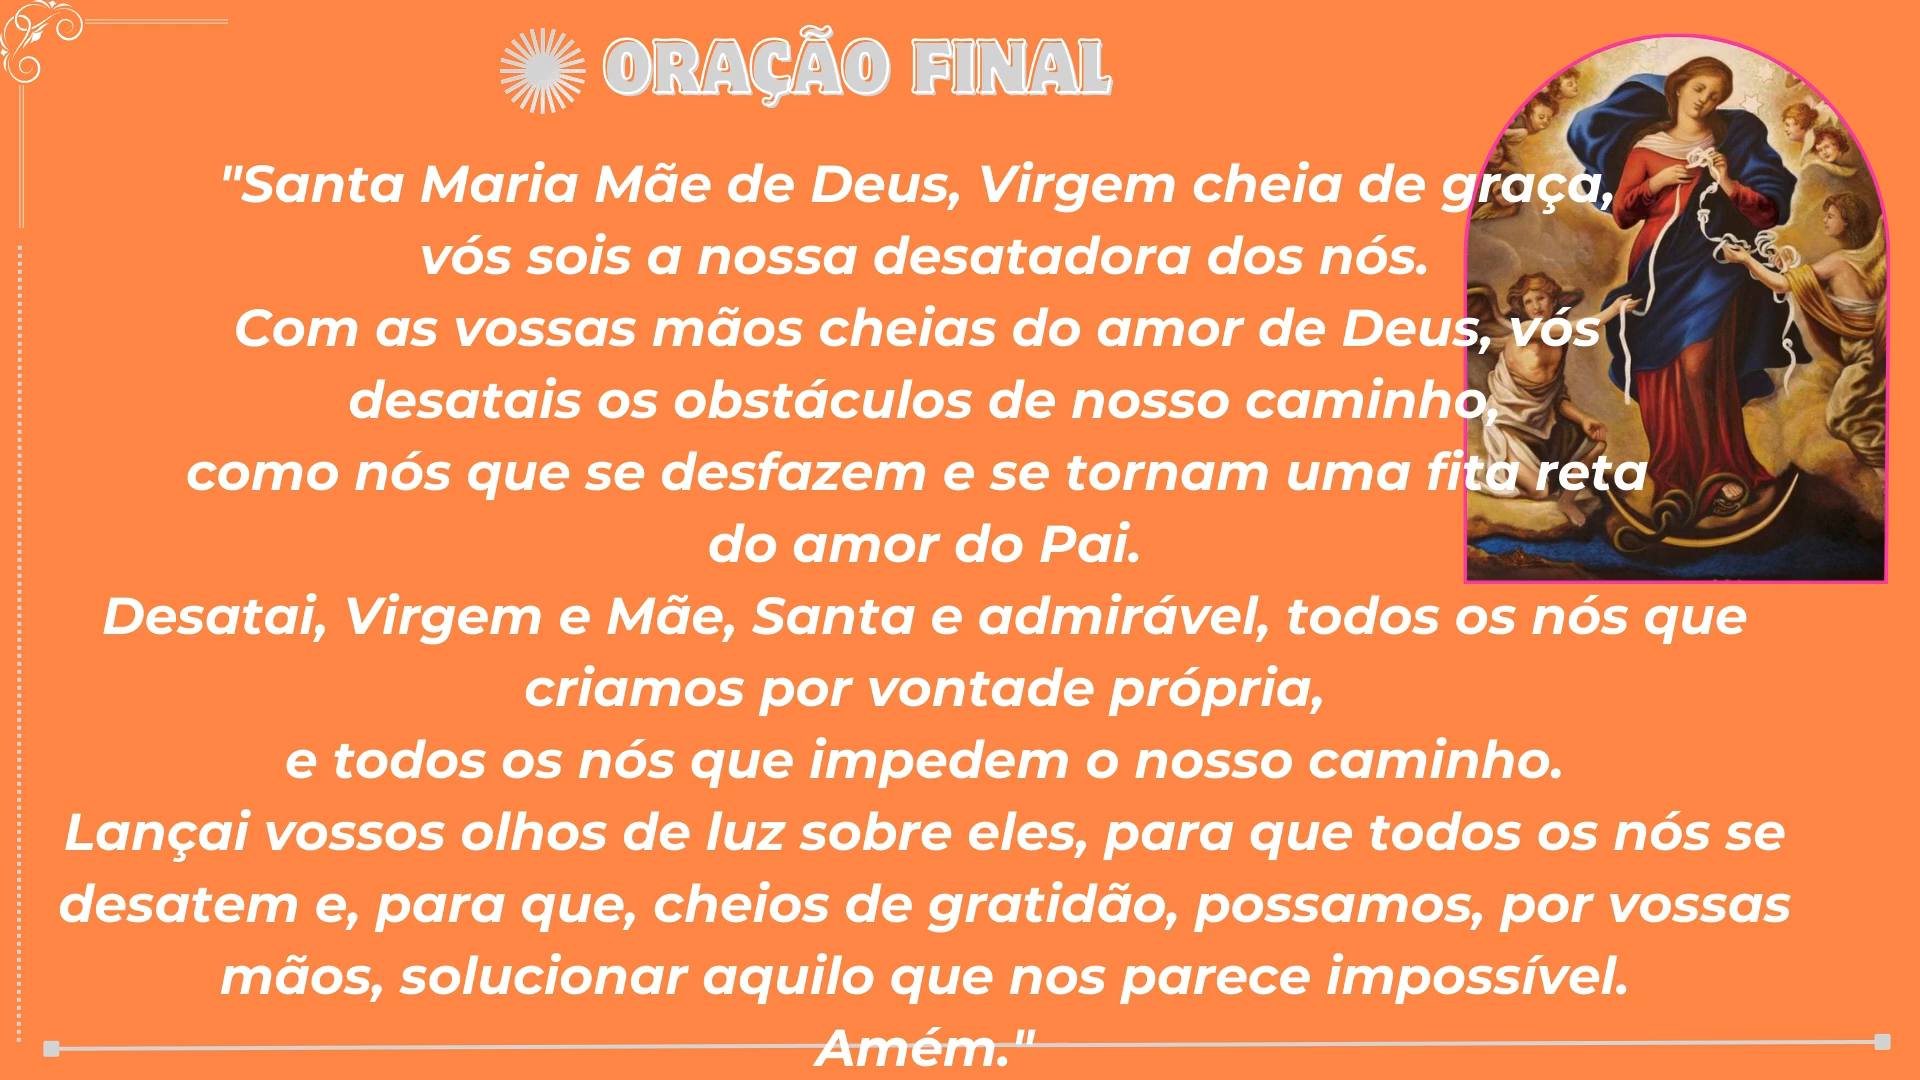 ORAÇÃO FINAL
"Santa Maria Mãe de Deus, Virgem cheia de graça,
vós sois a nossa desatadora dos nós.
Com as vossas mãos cheias do amor de Deus, vós
desatais os obstáculos de nosso caminho,
como nós que se desfazem e se tornam uma fita reta
do amor do Pai.
Desatai, Virgem e Mãe, Santa e admirável, todos os nós que
criamos por vontade própria,
e todos os nós que impedem o nosso caminho.
Lançai vossos olhos de luz sobre eles, para que todos os nós se
desatem e, para que, cheios de gratidão, possamos, por vossas
mãos, solucionar aquilo que nos parece impossível.
Amém."